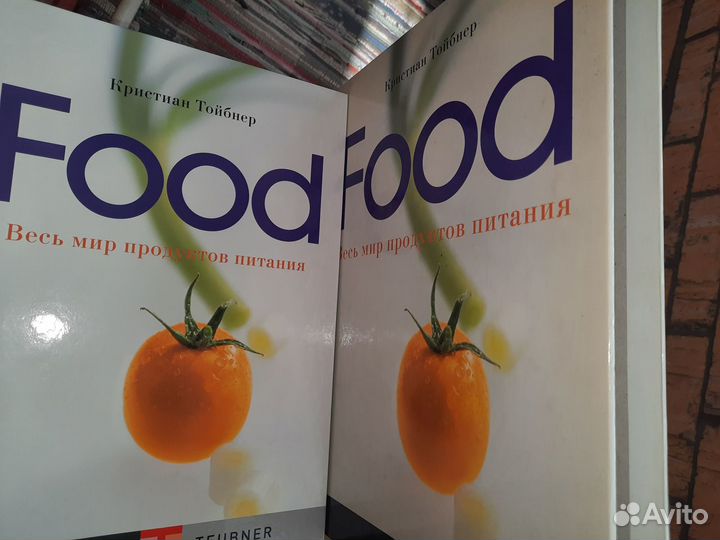 Кристиан Тойбнер
Food
Весь мир продуктов питания
TEUBNER
Кристиан Тойбнер
Food
Весь мир продуктов питания
Avito